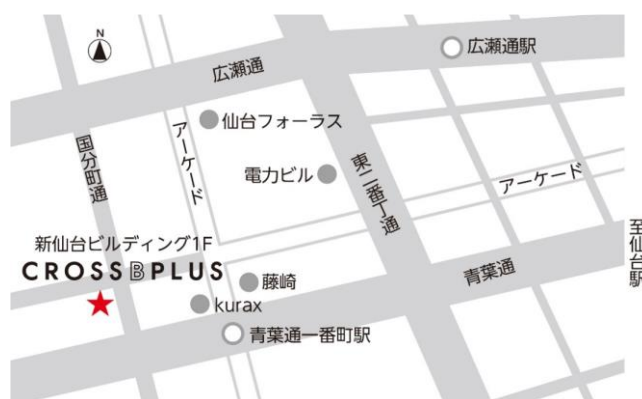 N
広瀬通駅
広瀬通
仙台フォーラス
アーケード
国分町通
電力ビル
東二番丁通
アーケード
至仙台駅
新仙台ビルディング1F
CROSS B PLUS
青葉通
藤崎
kurax
青葉通一番町駅